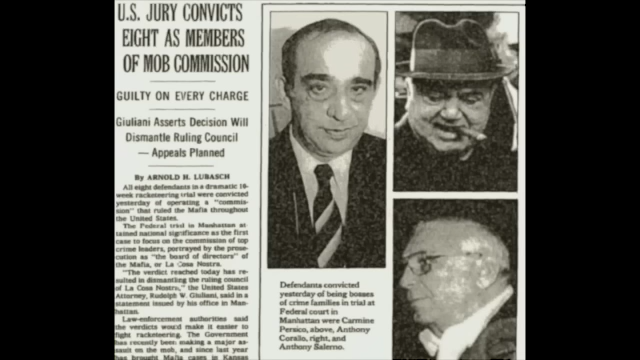 U.S. JURY CONVICTS
EIGHT AS MEMBERS
OF MOB COMMISSION
GUILTY ON EVERY CHARGE
Giuliani Asserts Decision Will
Dismantle Ruling Council
— Appeals Planned
By ARNOLD H. LUBASCH
All eight defendants in a dramatic 10-
week racketeering trial were convicted
yesterday of operating a "commis-
sion" that ruled the Mafia throughout
the United States.
The Federal trial in Manhattan at-
tained national significance as the first
case to focus on the commission of top
crime leaders, portrayed by the prose-
cution as "the board of directors" of
the Mafia, or La Cosa Nostra.
"The verdict reached today has re-
sulted in dismantling the ruling council
of La Cosa Nostra," the United States
Attorney, Rudolph W. Giuliani, said in a
statement issued by his office in Man-
hattan.
Law-enforcement authorities said
the verdicts would make it easier to
fight racketeering. The Government
has recently been making a major as-
sault on the mob, and since last year
has brought Mafia cases in Kansas
Defendants convicted
yesterday of being bosses
of crime families in trial at
Federal court in
Manhattan were Carmine
Persico, above, Anthony
Corallo, right, and
Anthony Salerno.